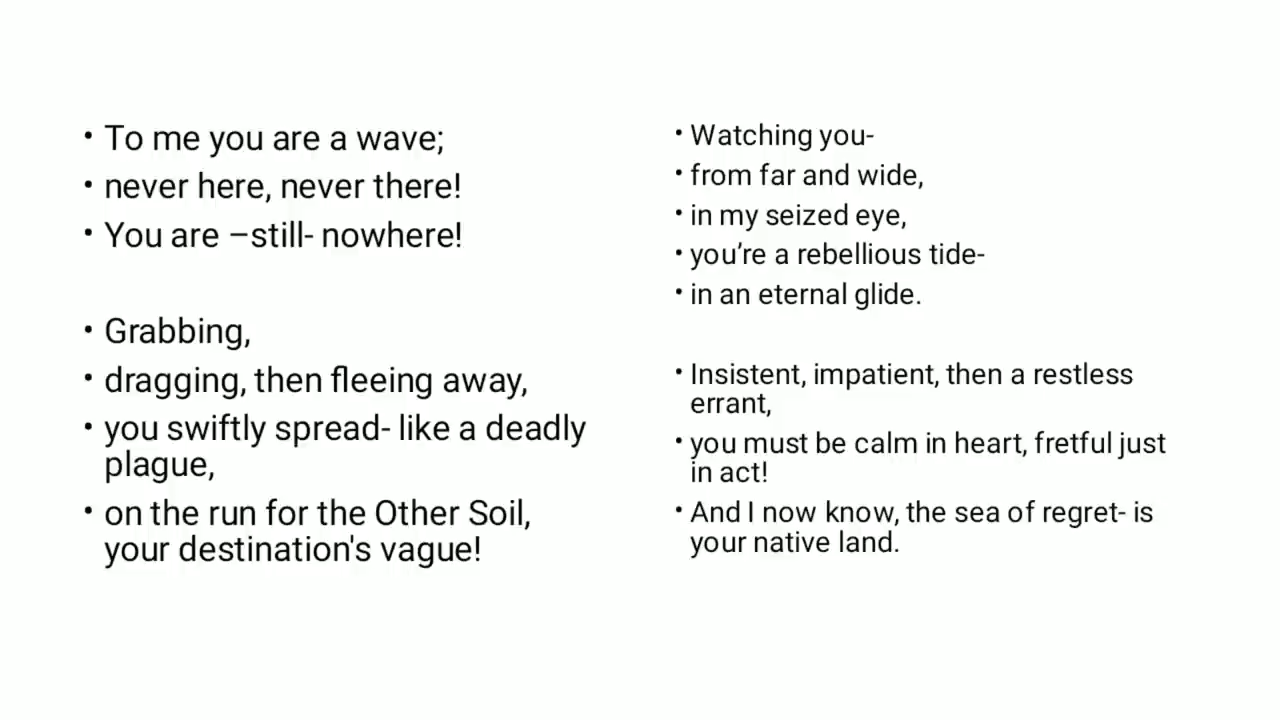 • To me you are a wave;
• never here, never there!
• You are –still- nowhere!
• Grabbing,
• dragging, then fleeing away,
• you swiftly spread- like a deadly
plague,
• on the run for the Other Soil,
your destination's vague!
• Watching you-
• from far and wide,
• in my seized eye,
• you’re a rebellious tide-
• in an eternal glide.
• Insistent, impatient, then a restless
errant,
• you must be calm in heart, fretful just
in act!
• And I now know, the sea of regret- is
your native land.